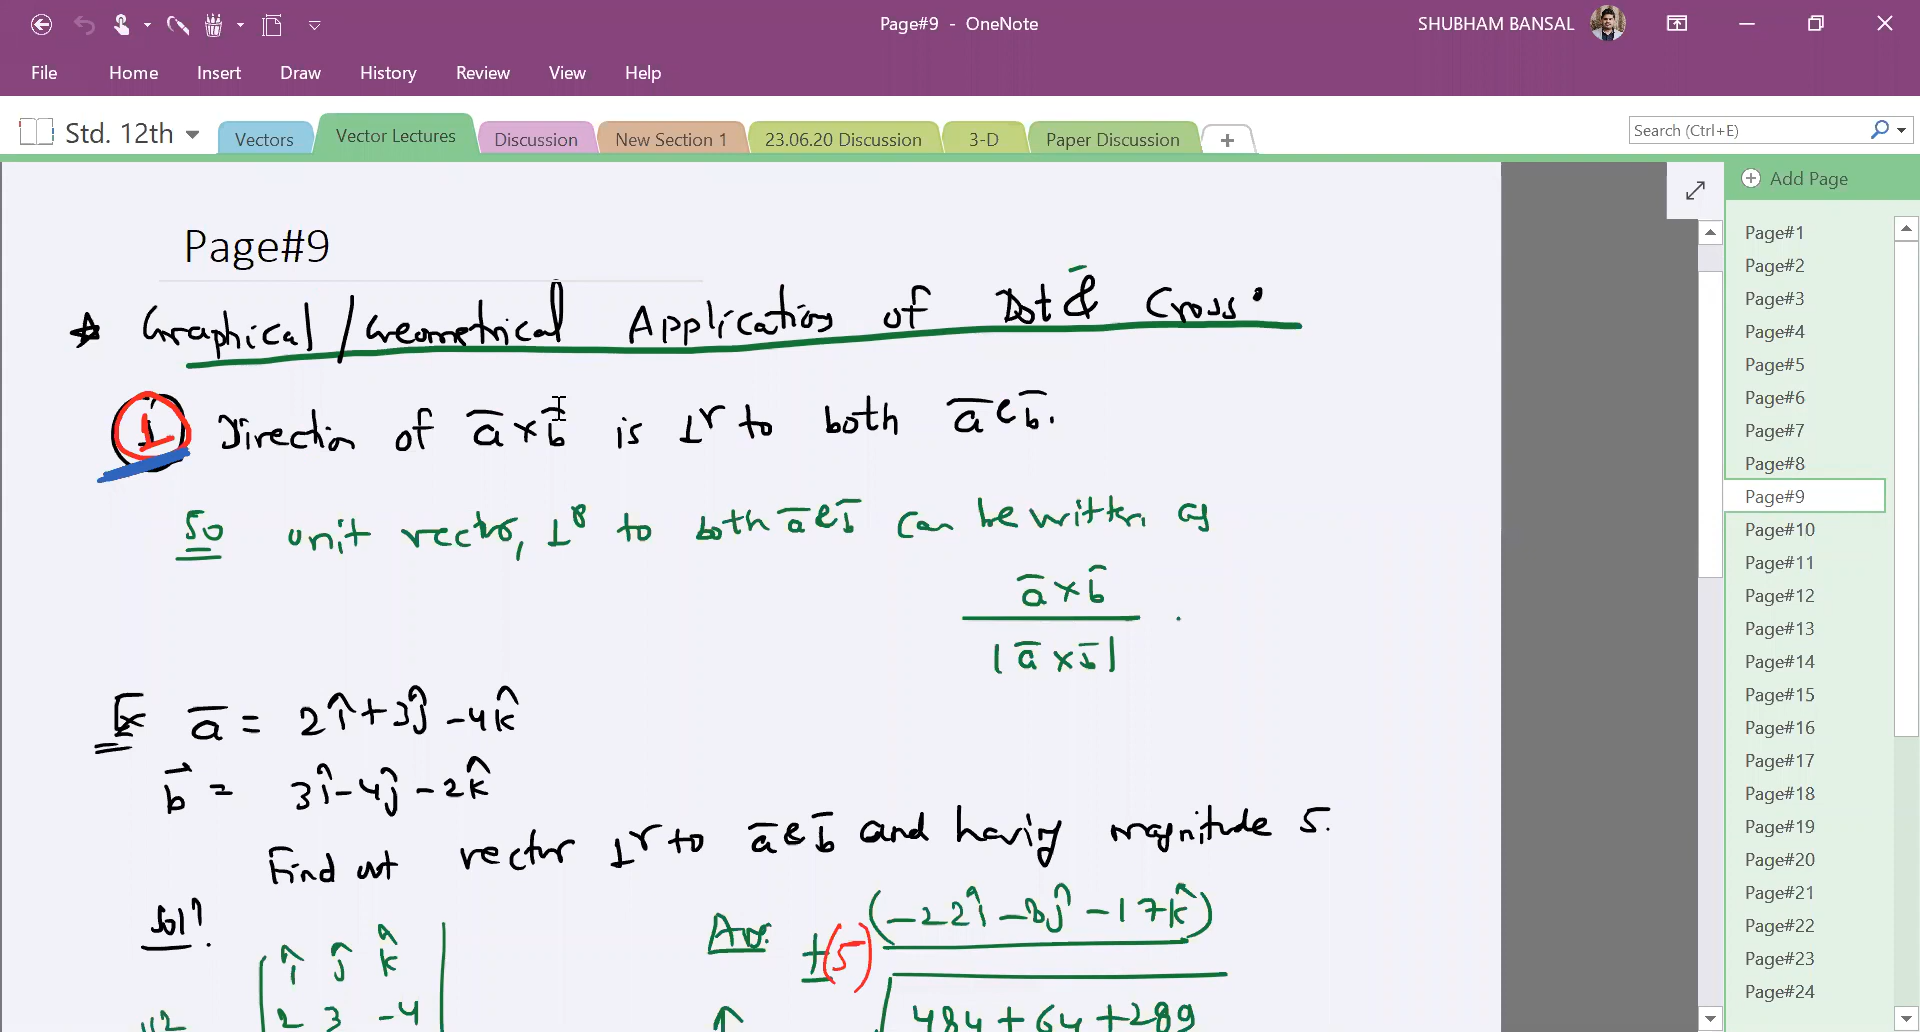 Page#9 - OneNote
SHUBHAM BANSAL
File Home Insert Draw History Review View Help
Std. 12th
Vectors
Vector Lectures
Discussion
New Section 1
23.06.20 Discussion
3-D
Paper Discussion
+
Search (Ctrl+E)
Add Page
Page#9
Graphical / Geometrical Application of Dot & Cross.
1 Direction of a̅ × b̅ is ⊥r to both a̅ & b̅.
So unit vector, ⊥r to both a̅ & b̅ can be written as
a̅ × b̅
|a̅ × b̅|
Ex a̅ = 2î + 3ĵ - 4k̂
b⃗ = 3î - 4ĵ - 2k̂
Find out vector ⊥r to a̅ & b̅ and having magnitude 5.
Sol?
î ĵ k̂
2 3 -4
±(5) (-22î - 8ĵ - 17k̂)
√484 + 64 + 289
Page#1
Page#2
Page#3
Page#4
Page#5
Page#6
Page#7
Page#8
Page#9
Page#10
Page#11
Page#12
Page#13
Page#14
Page#15
Page#16
Page#17
Page#18
Page#19
Page#20
Page#21
Page#22
Page#23
Page#24